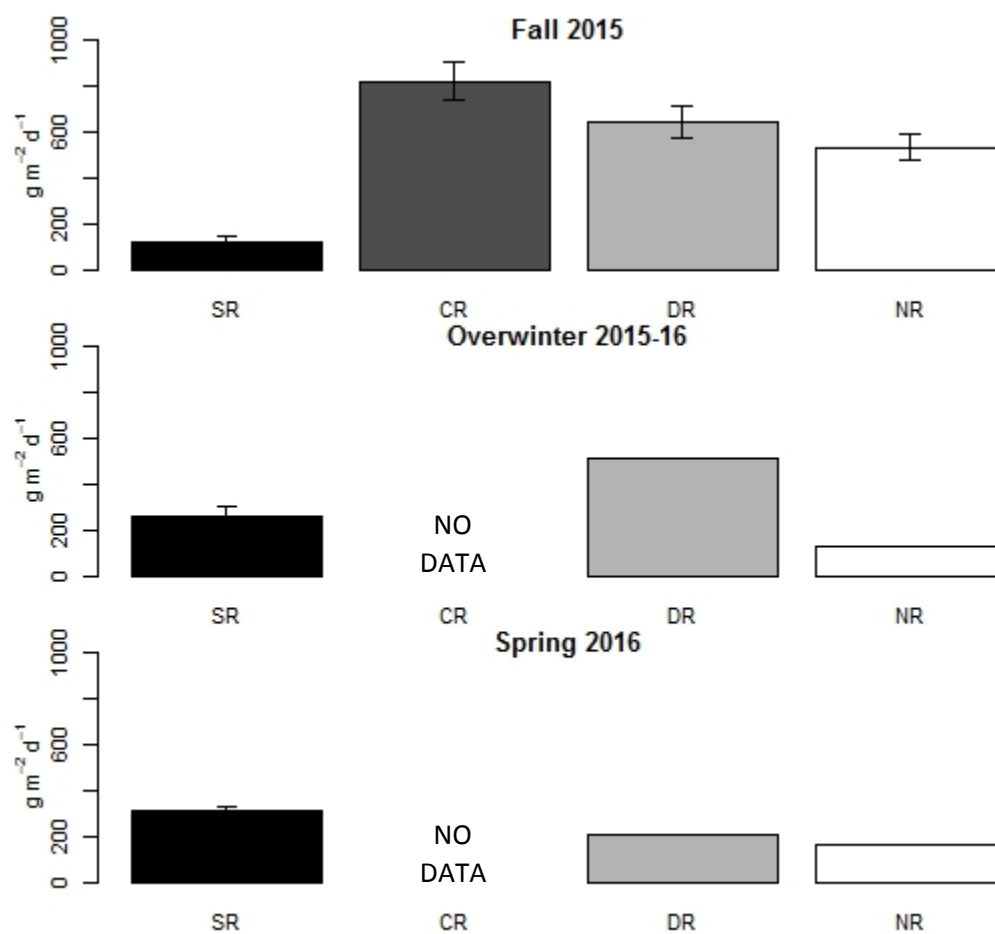 Fall 2015
g m⁻² d⁻¹
1000
600
200
0
SR CR DR NR
Overwinter 2015-16
g m⁻² d⁻¹
1000
600
200
0
NO
DATA
SR CR DR NR
Spring 2016
g m⁻² d⁻¹
1000
600
200
0
NO
DATA
SR CR DR NR